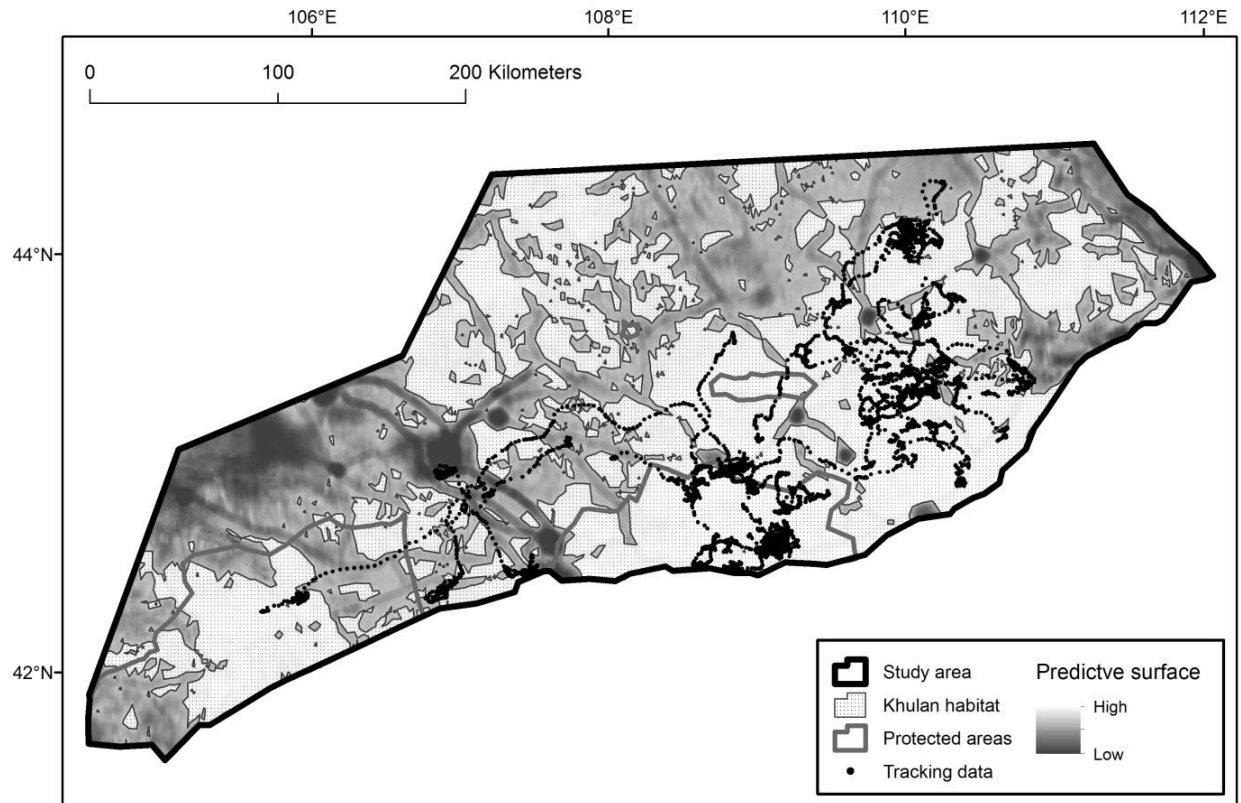 106°E 108°E 110°E 112°E
0 100 200 Kilometers
44°N
42°N
Study area
Khulan habitat
Protected areas
Tracking data
Predictve surface
High
Low